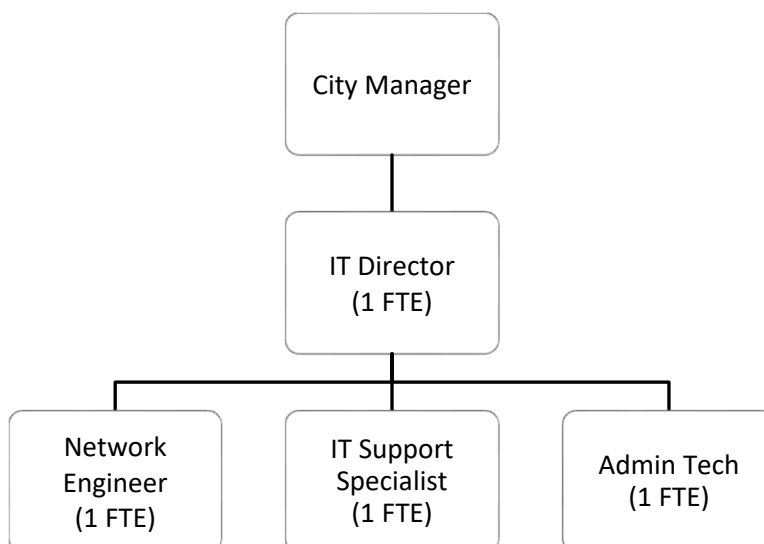 City Manager
IT Director
(1 FTE)
Network
Engineer
(1 FTE)
IT Support
Specialist
(1 FTE)
Admin Tech
(1 FTE)